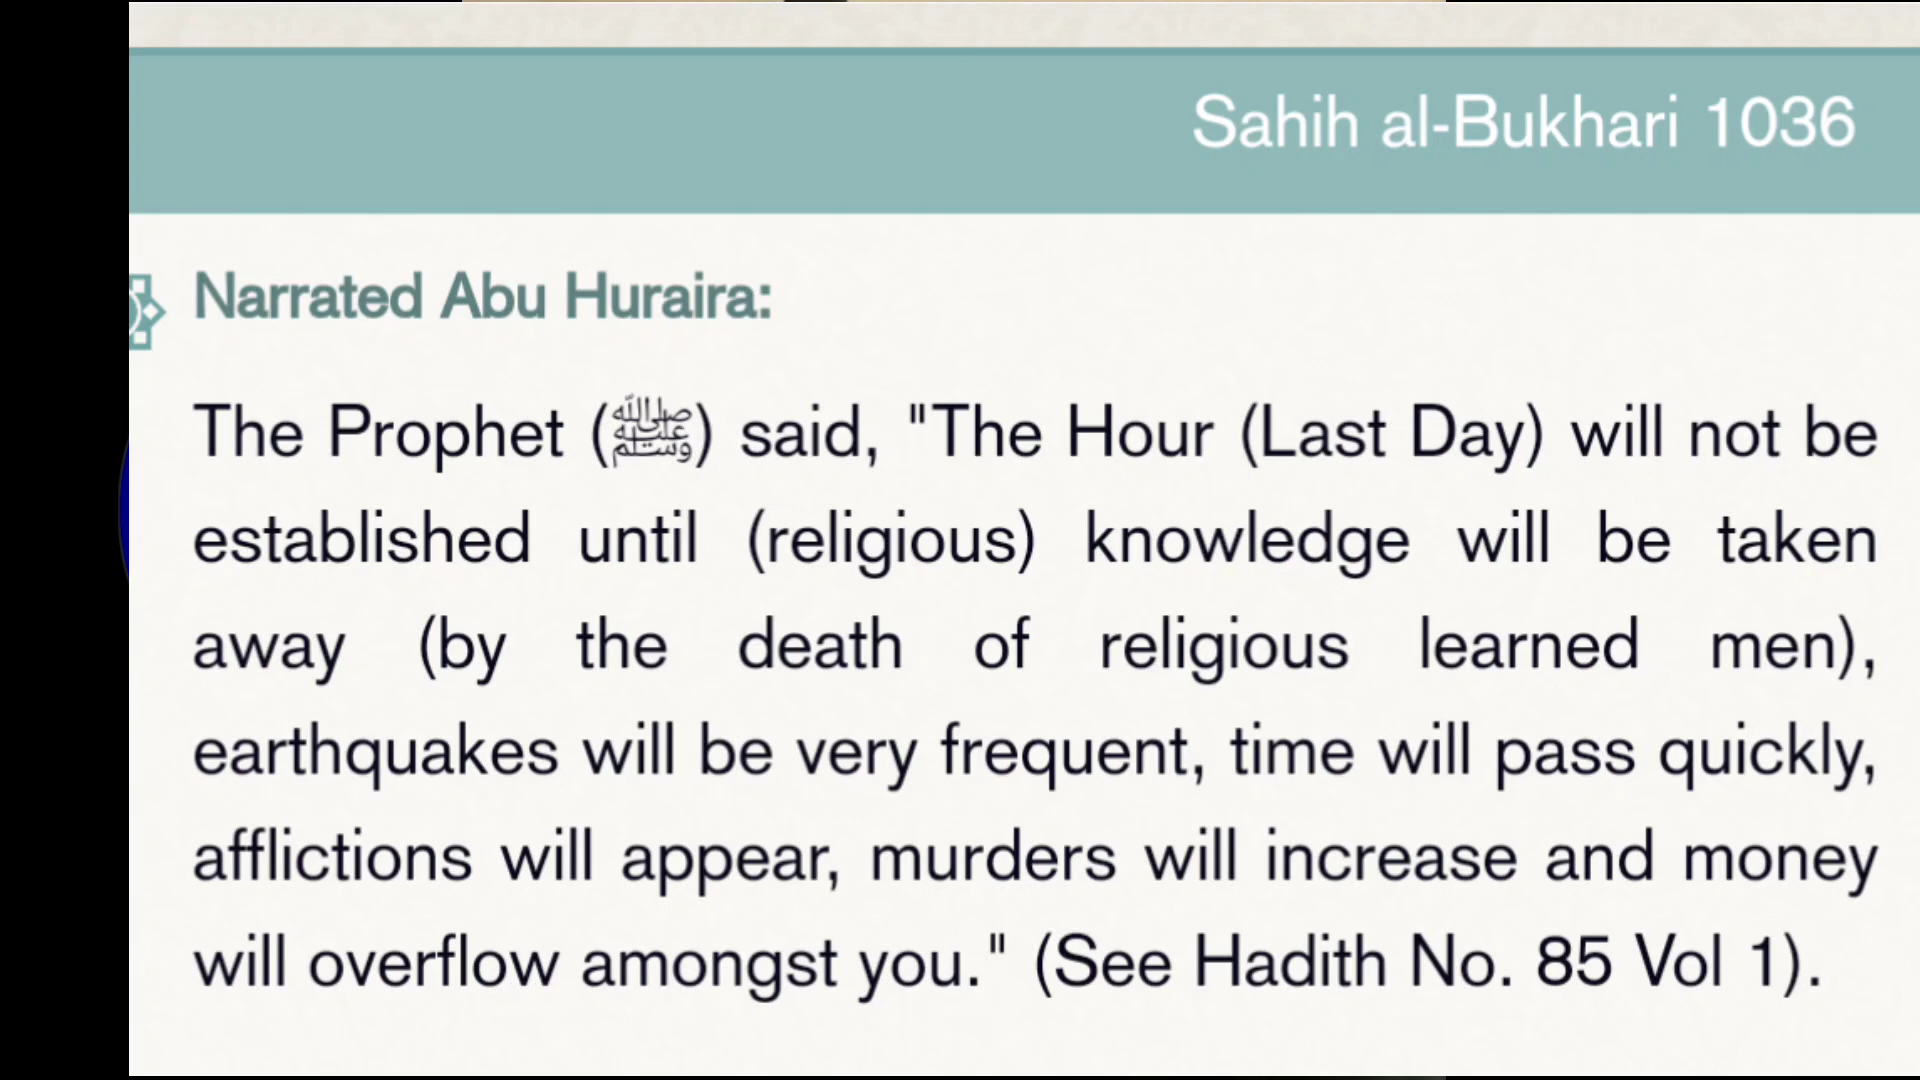 Sahih al-Bukhari 1036
Narrated Abu Huraira:
The Prophet (ﷺ) said, "The Hour (Last Day) will not be
established until (religious) knowledge will be taken
away (by the death of religious learned men),
earthquakes will be very frequent, time will pass quickly,
afflictions will appear, murders will increase and money
will overflow amongst you." (See Hadith No. 85 Vol 1).